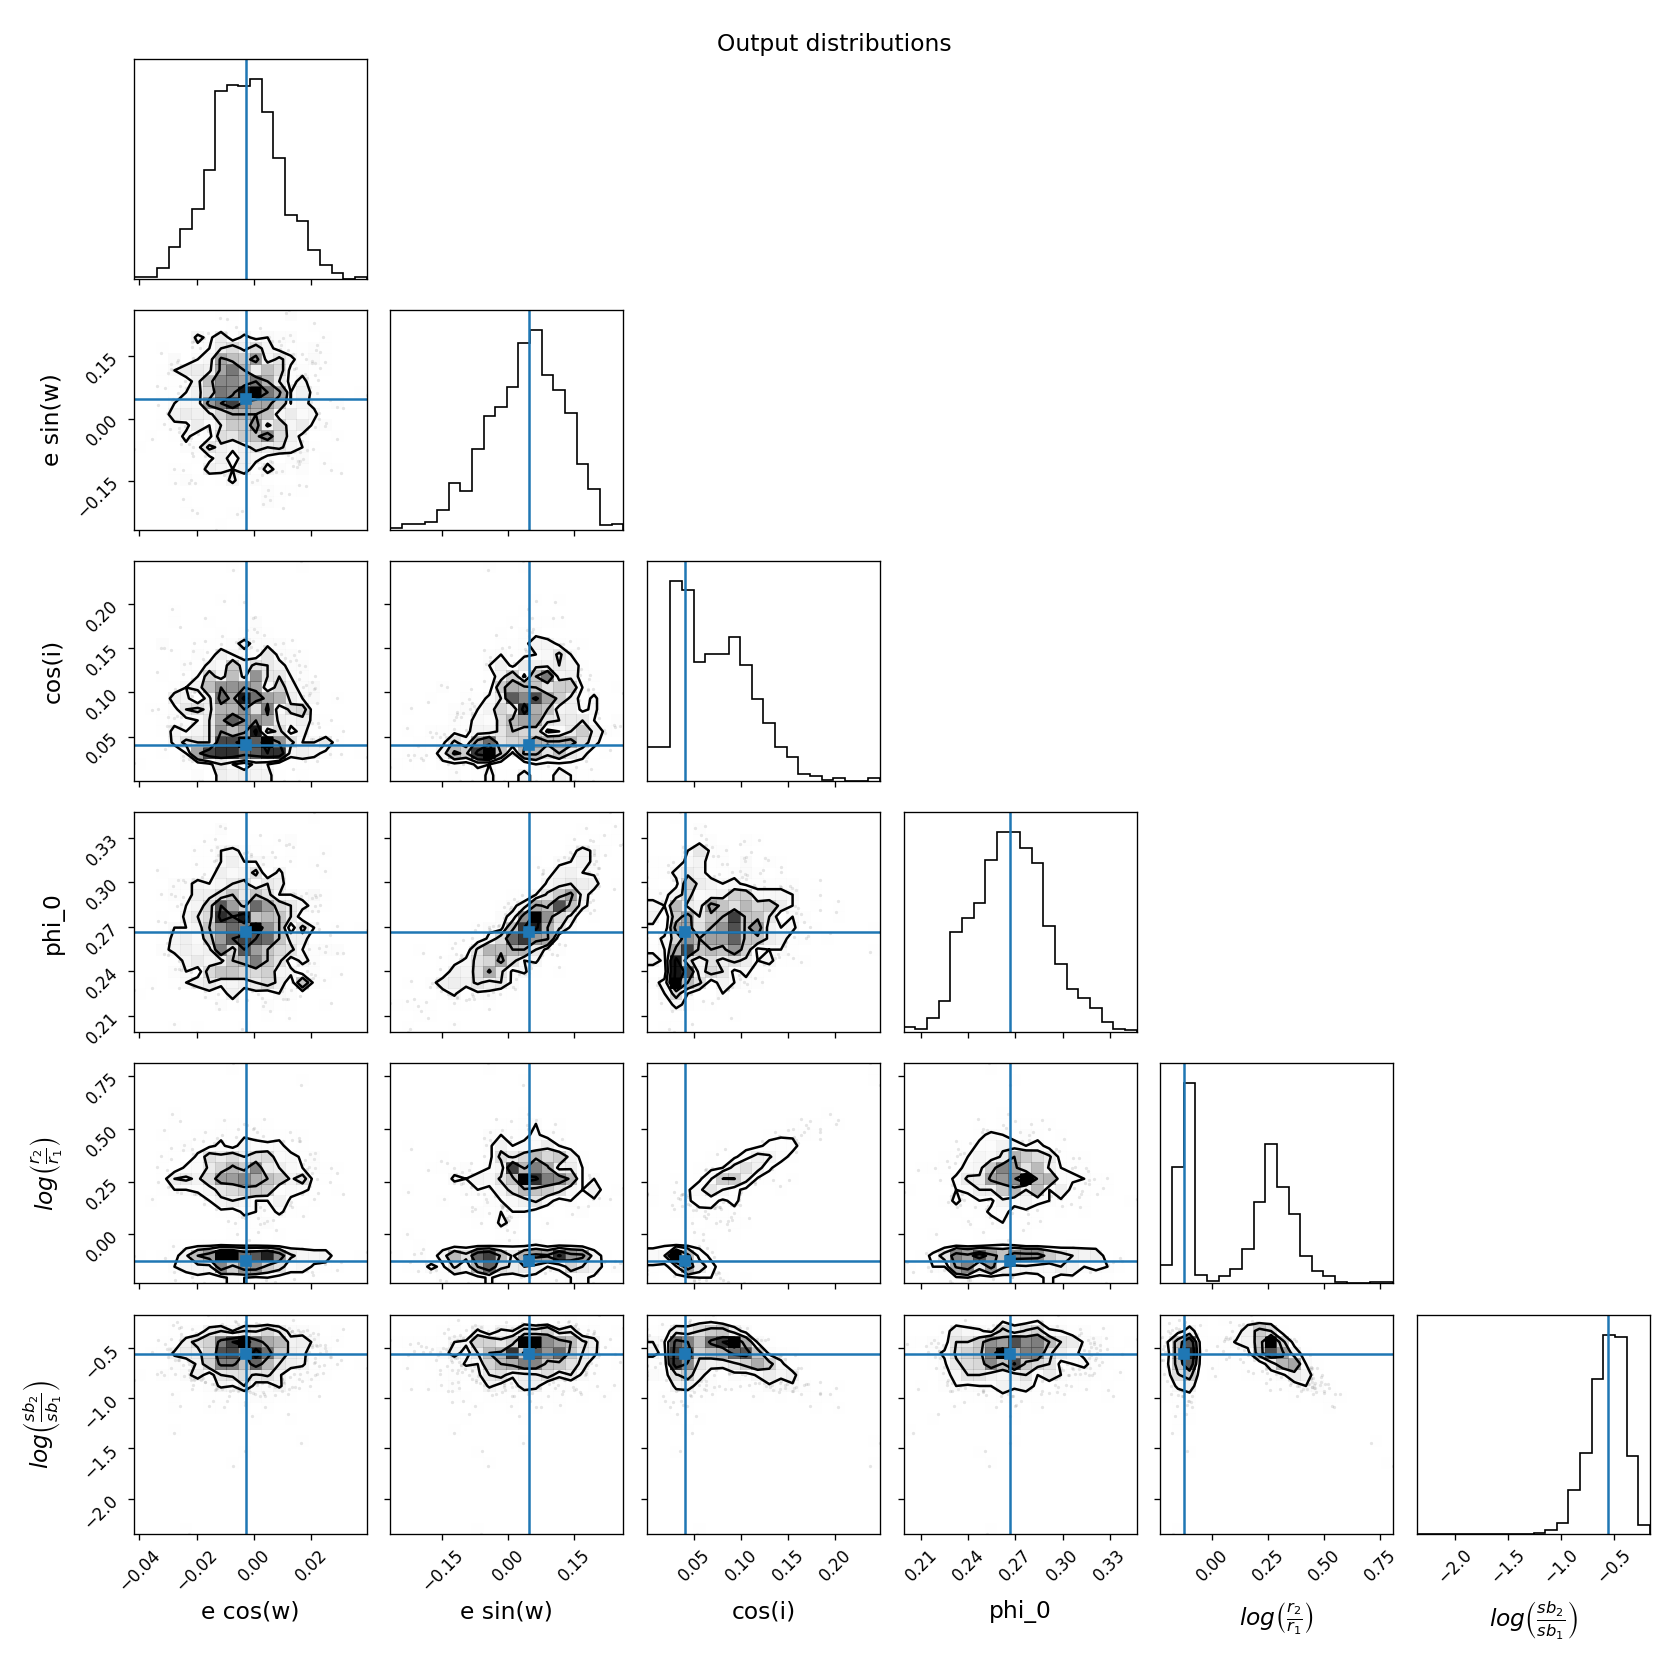 Output distributions
e sin(w)
0.15
0.00
−0.15
cos(i)
0.20
0.15
0.10
0.05
phi_0
0.33
0.30
0.27
0.24
0.21
log(r2/r1)
0.75
0.50
0.25
0.00
log(sb2/sb1)
−0.5
−1.0
−1.5
−2.0
−0.04 −0.02 0.00 0.02
−0.15 0.00 0.15
0.05 0.10 0.15 0.20
0.21 0.24 0.27 0.30 0.33
0.00 0.25 0.50 0.75
−2.0 −1.5 −1.0 −0.5
e cos(w) e sin(w) cos(i) phi_0 log(r2/r1) log(sb2/sb1)